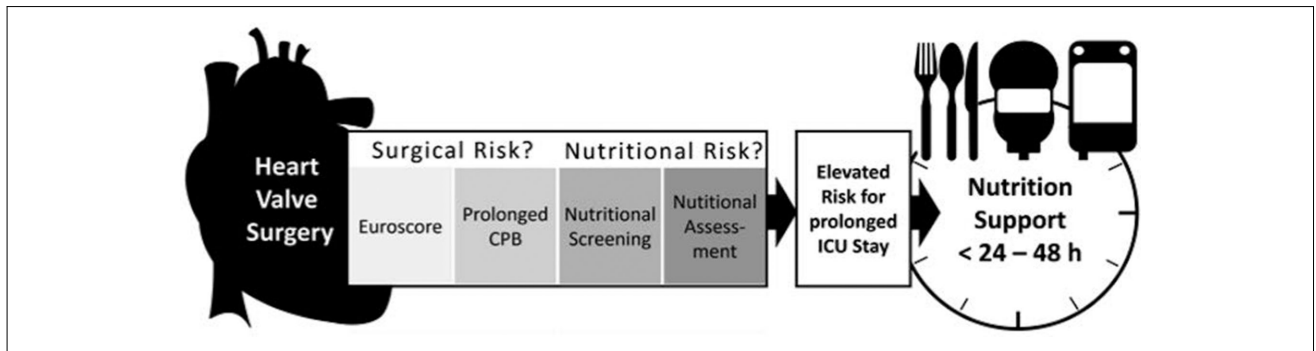 Heart
Valve
Surgery
Surgical Risk?
Nutritional Risk?
Euroscore
Prolonged
CPB
Nutritional
Screening
Nutitional
Assess-
ment
Elevated
Risk for
prolonged
ICU Stay
Nutrition
Support
< 24 – 48 h